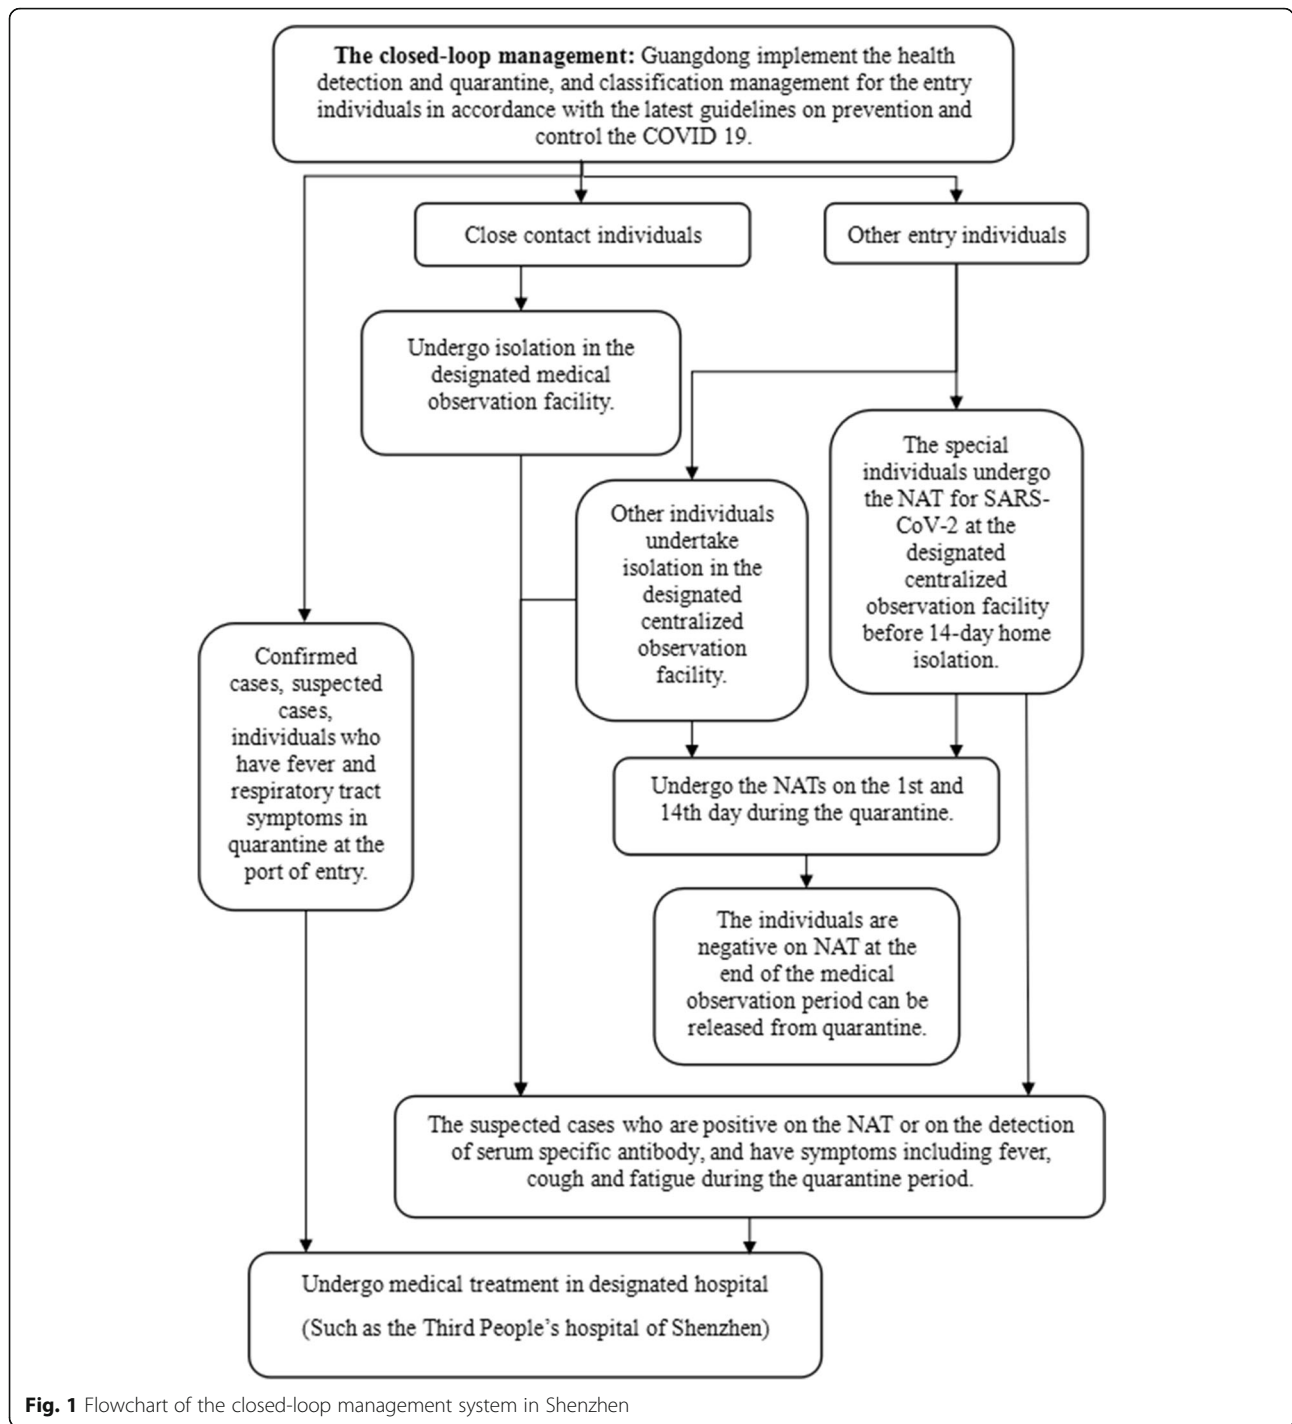 The closed-loop management: Guangdong implement the health
detection and quarantine, and classification management for the entry
individuals in accordance with the latest guidelines on prevention and
control the COVID 19.
Close contact individuals
Other entry individuals
Undergo isolation in the
designated medical
observation facility.
The special
individuals undergo
the NAT for SARS-
CoV-2 at the
designated
centralized
observation facility
before 14-day home
isolation.
Other individuals
undertake
isolation in the
designated
centralized
observation
facility.
Confirmed
cases, suspected
cases,
individuals who
have fever and
respiratory tract
symptoms in
quarantine at the
port of entry.
Undergo the NATs on the 1st and
14th day during the quarantine.
The individuals are
negative on NAT at the
end of the medical
observation period can be
released from quarantine.
The suspected cases who are positive on the NAT or on the detection
of serum specific antibody, and have symptoms including fever,
cough and fatigue during the quarantine period.
Undergo medical treatment in designated hospital
(Such as the Third People's hospital of Shenzhen)
Fig. 1 Flowchart of the closed-loop management system in Shenzhen